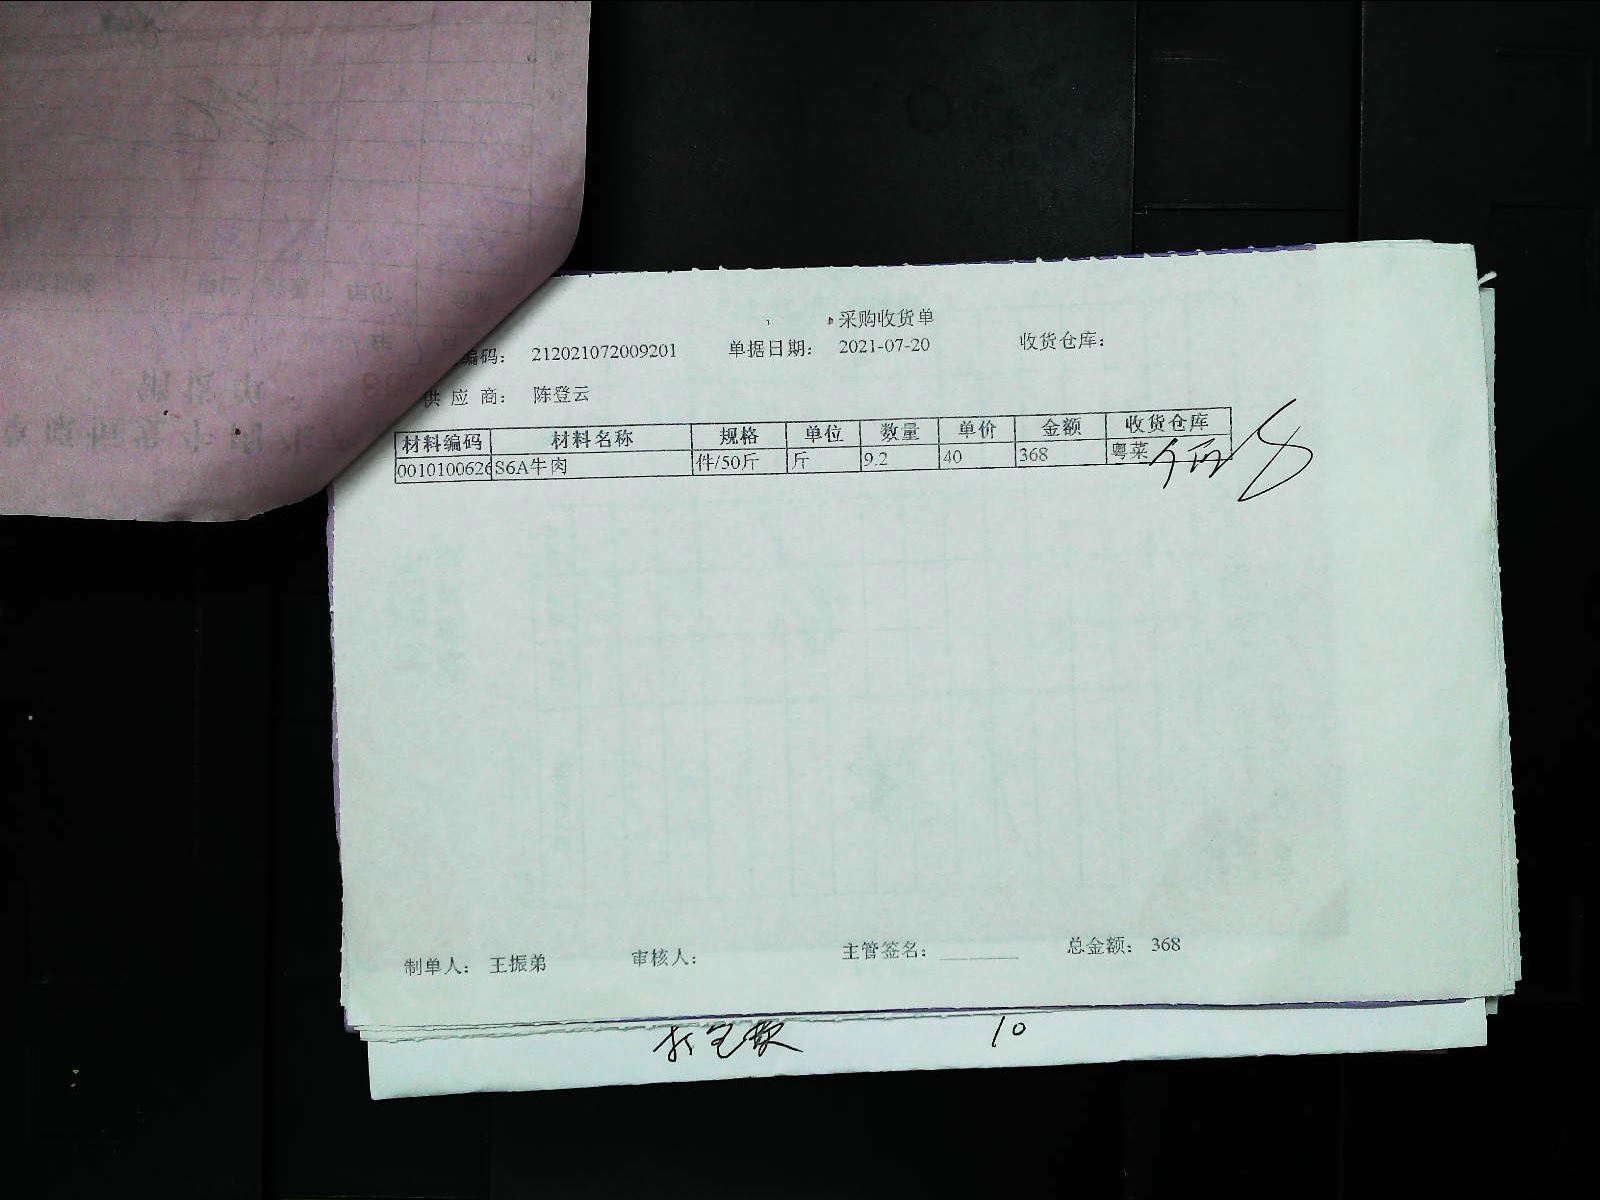 采购收货单
编码： 212021072009201 单据日期： 2021-07-20 收货仓库：
供应商： 陈登云
材料编码 材料名称 规格 单位 数量 单价 金额 收货仓库
0010100626 S6A牛肉 件/50斤 斤 9.2 40 368 粤菜
制单人： 王振弟 审核人： 主管签名： 总金额： 368
10